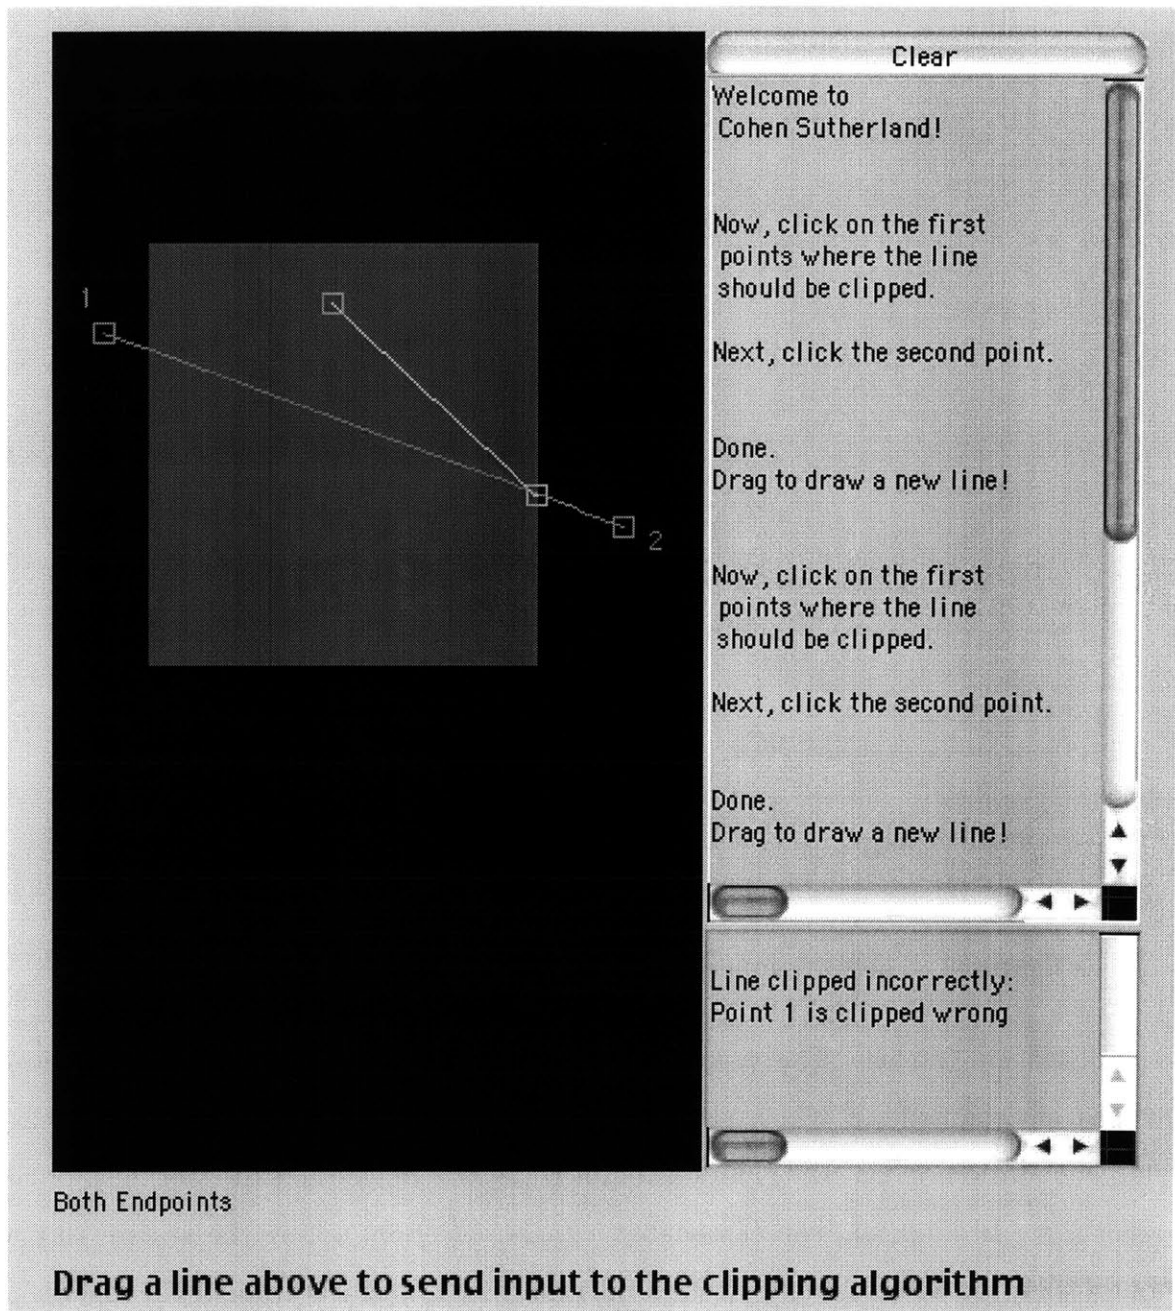 Clear
Welcome to
Cohen Sutherland!
Now, click on the first
points where the line
should be clipped.
Next, click the second point.
Done.
Drag to draw a new line!
Now, click on the first
points where the line
should be clipped.
Next, click the second point.
Done.
Drag to draw a new line!
1
2
Line clipped incorrectly:
Point 1 is clipped wrong
Both Endpoints
Drag a line above to send input to the clipping algorithm